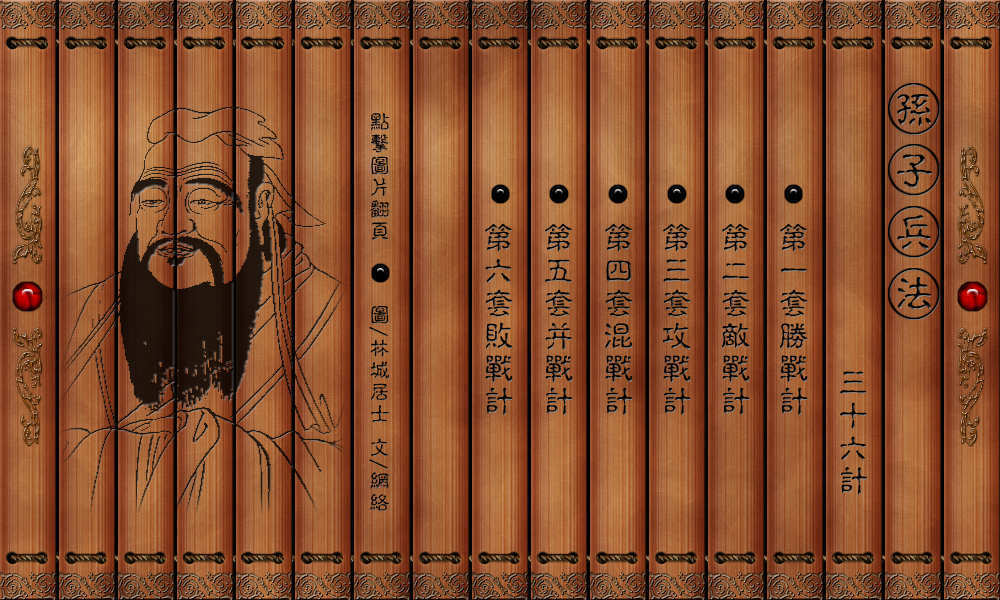 孫子兵法
三十六計
第一套勝戰計
第二套敵戰計
第三套攻戰計
第四套混戰計
第五套并戰計
第六套敗戰計
點擊圖片翻頁 ● 圖/林城居士 文/網絡